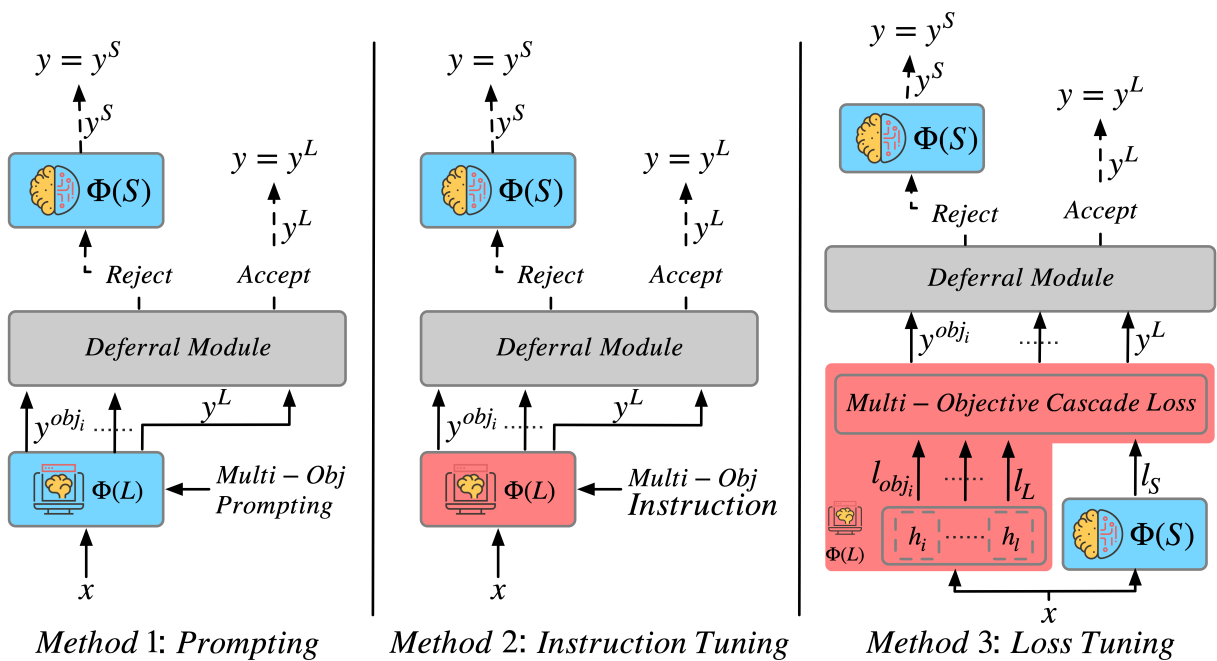 y = y^S
y^S
Φ(S)
y = y^L
y^L
Reject
Accept
Deferral Module
y^{obj_i}
......
y^L
Φ(L)
Multi − Obj
Prompting
x
Method 1: Prompting
y = y^S
y^S
Φ(S)
y = y^L
y^L
Reject
Accept
Deferral Module
y^{obj_i}
......
y^L
Φ(L)
Multi − Obj
Instruction
x
Method 2: Instruction Tuning
y = y^S
y^S
Φ(S)
y = y^L
y^L
Reject
Accept
Deferral Module
y^{obj_i}
......
y^L
Multi − Objective Cascade Loss
l_{obj_i}
......
l_L
l_S
Φ(L)
h_i
......
h_l
Φ(S)
x
Method 3: Loss Tuning